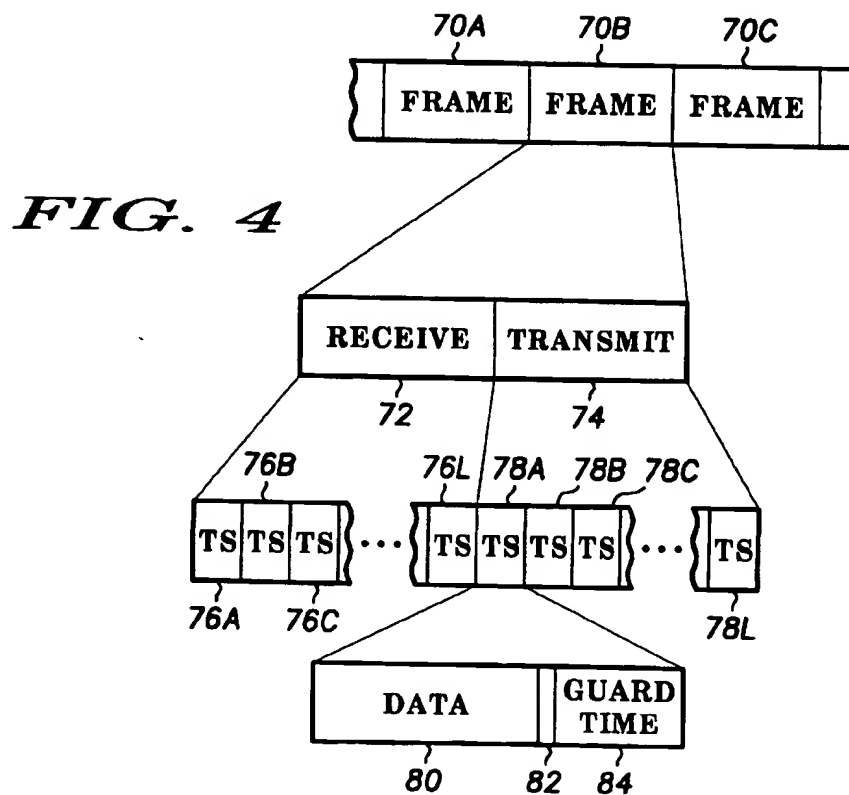 70A 70B 70C
FRAME FRAME FRAME
FIG. 4
RECEIVE TRANSMIT
72 74
76B 76L 78A 78B 78C
TS TS TS ••• TS TS TS TS ••• TS
76A 76C 78L
DATA GUARD TIME
80 82 84